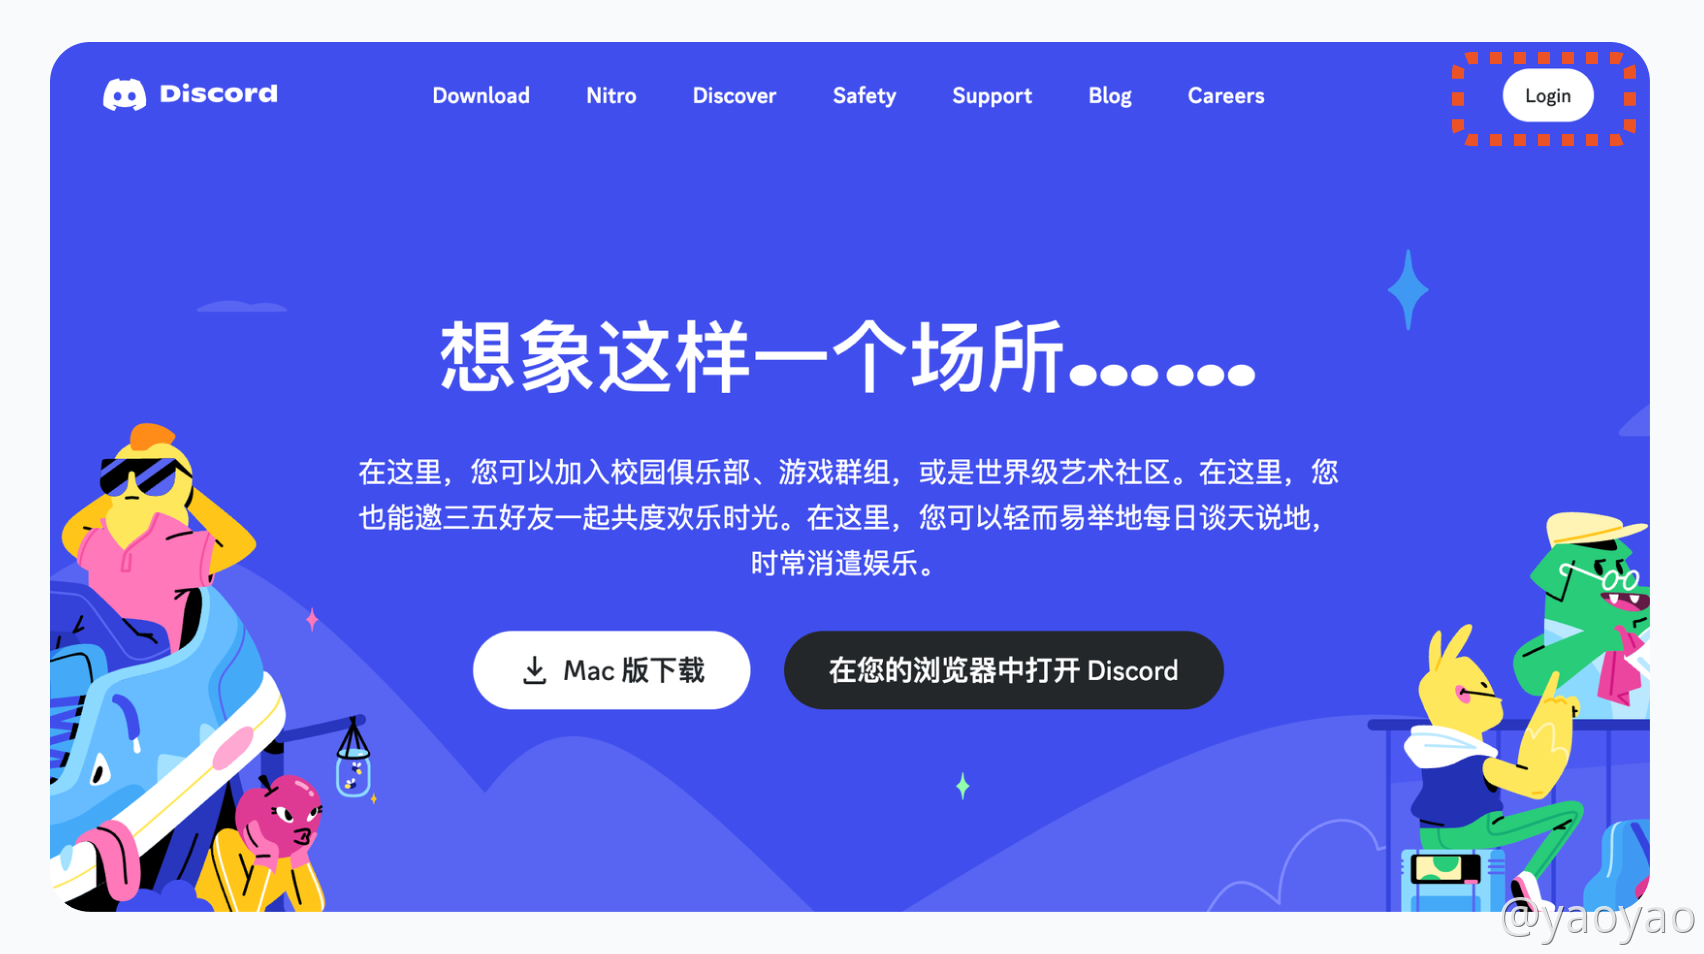 Discord
Download Nitro Discover Safety Support Blog Careers
Login
想象这样一个场所……
在这里，您可以加入校园俱乐部、游戏群组，或是世界级艺术社区。在这里，您
也能邀三五好友一起共度欢乐时光。在这里，您可以轻而易举地每日谈天说地，
时常消遣娱乐。
Mac 版下载
在您的浏览器中打开 Discord
@yaoyao